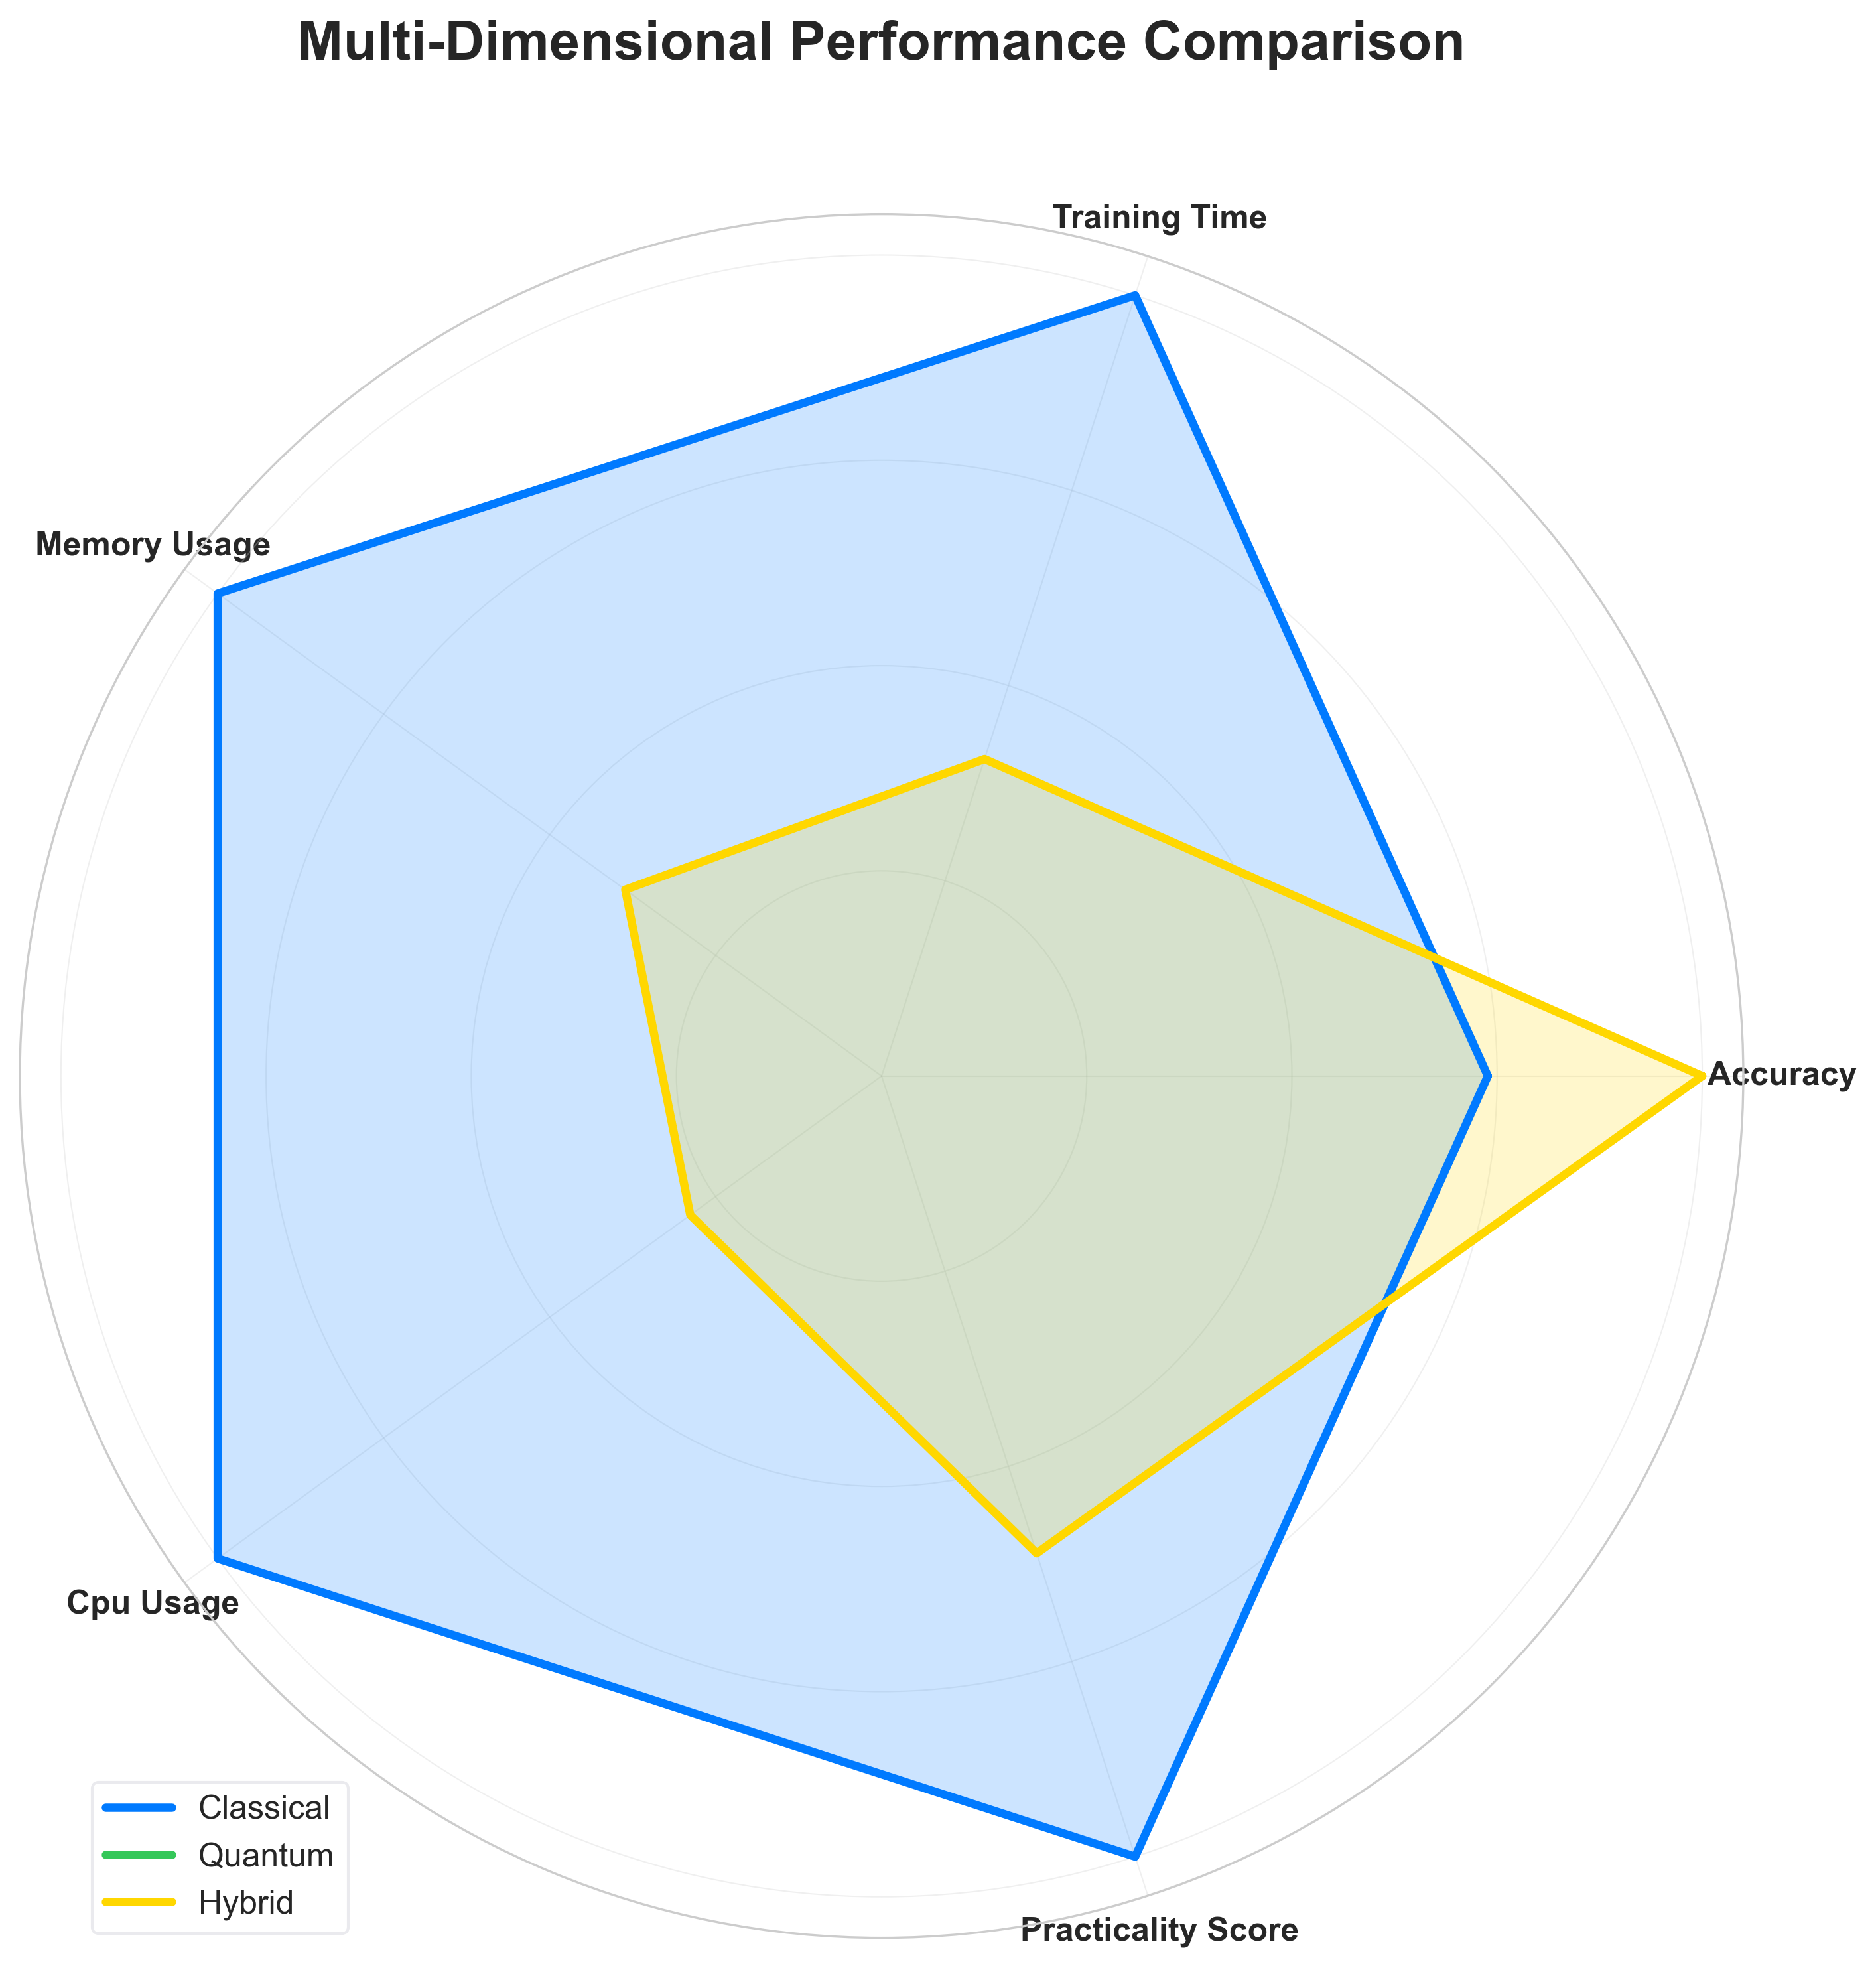 Multi-Dimensional Performance Comparison
Training Time
Memory Usage
Accuracy
Cpu Usage
Practicality Score
Classical
Quantum
Hybrid